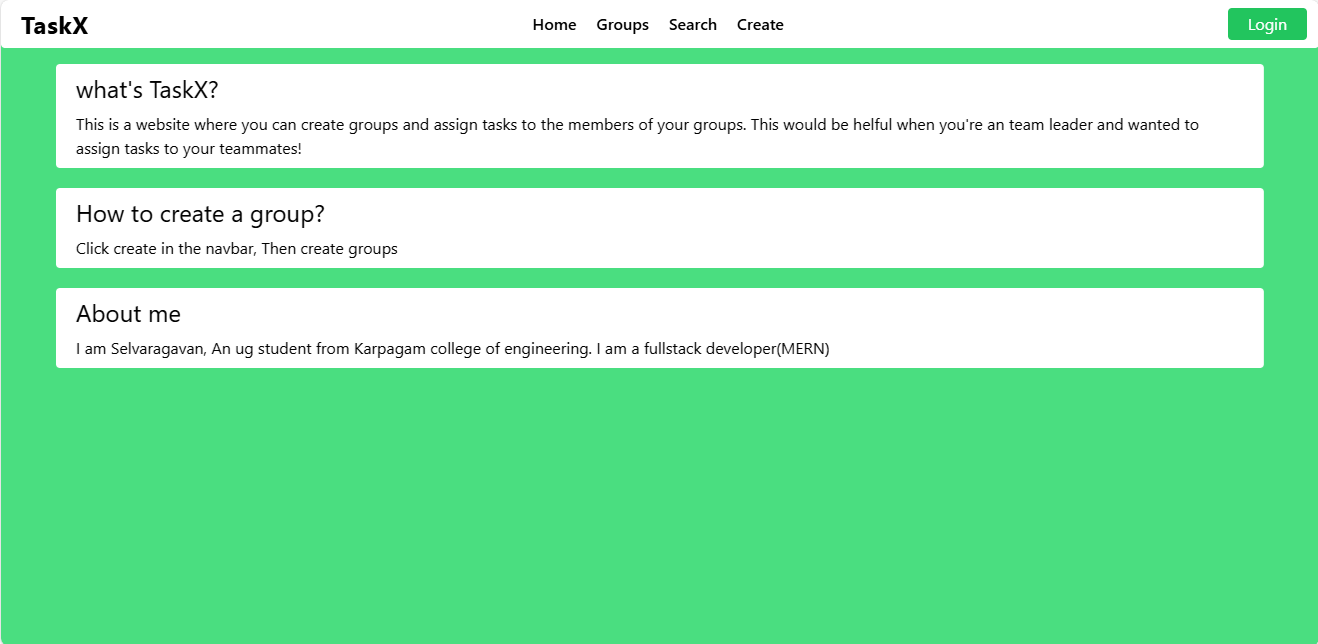 TaskX
Home Groups Search Create
Login
what's TaskX?
This is a website where you can create groups and assign tasks to the members of your groups. This would be helful when you're an team leader and wanted to
assign tasks to your teammates!
How to create a group?
Click create in the navbar, Then create groups
About me
I am Selvaragavan, An ug student from Karpagam college of engineering. I am a fullstack developer(MERN)